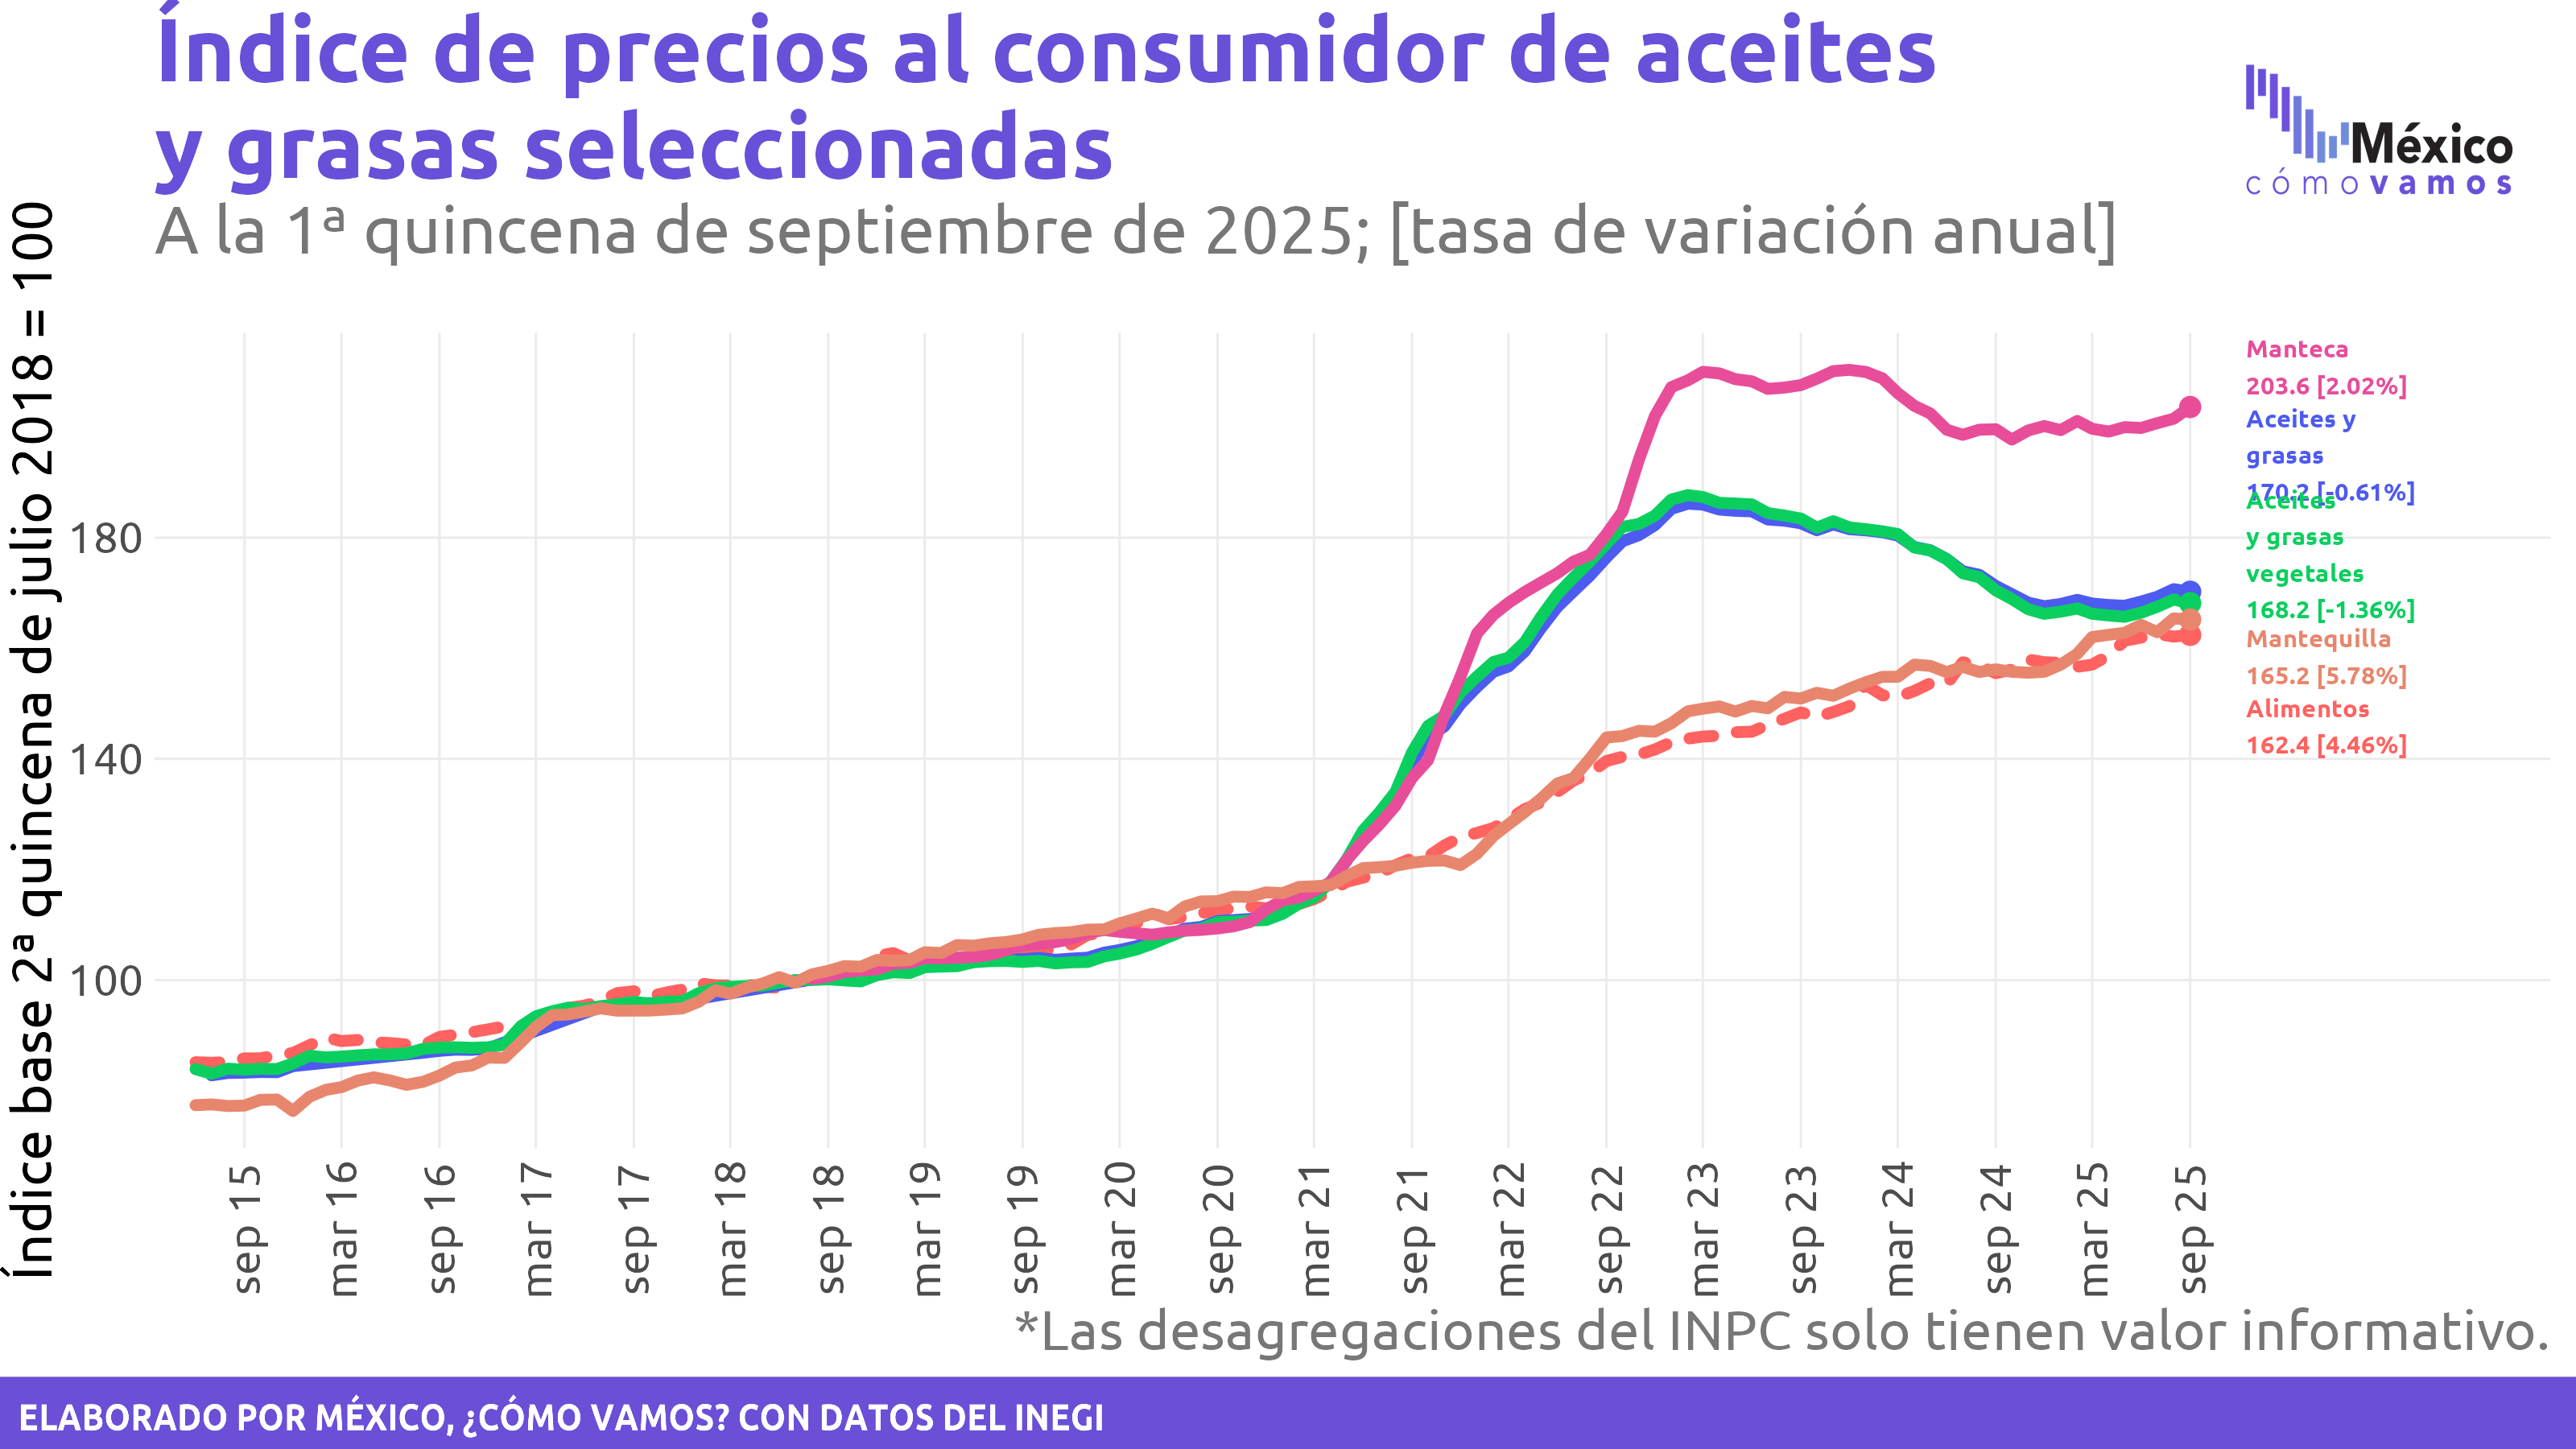 Índice de precios al consumidor de aceites
y grasas seleccionadas
A la 1ª quincena de septiembre de 2025; [tasa de variación anual]
México
cómo vamos
Índice base 2ª quincena de julio 2018 = 100
180
140
100
Manteca
203.6 [2.02%]
Aceites y
grasas
170.2 [-0.61%]
Aceites
y grasas
vegetales
168.2 [-1.36%]
Mantequilla
165.2 [5.78%]
Alimentos
162.4 [4.46%]
sep 15
mar 16
sep 16
mar 17
sep 17
mar 18
sep 18
mar 19
sep 19
mar 20
sep 20
mar 21
sep 21
mar 22
sep 22
mar 23
sep 23
mar 24
sep 24
mar 25
sep 25
*Las desagregaciones del INPC solo tienen valor informativo.
ELABORADO POR MÉXICO, ¿CÓMO VAMOS? CON DATOS DEL INEGI